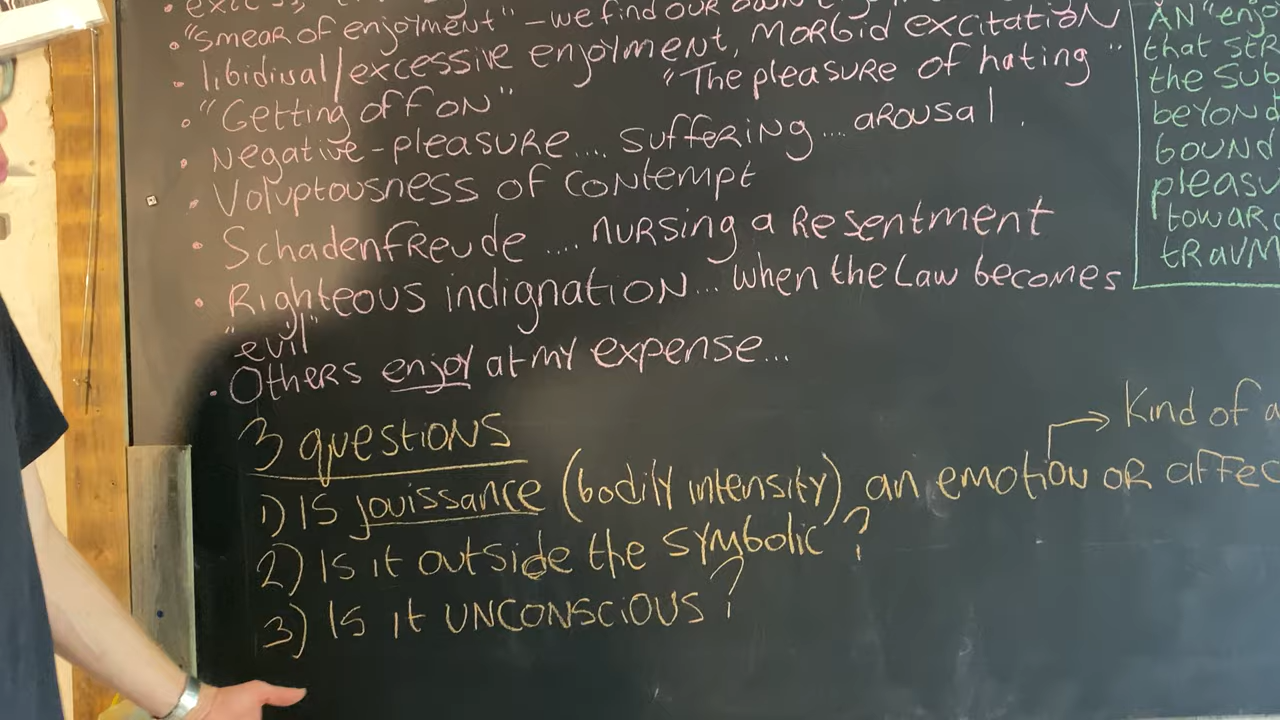 "smear of enjoyment" – we find our own
• libidinal/excessive enjoyment, morbid excitation
• "Getting off on" "The pleasure of hating"
• Negative-pleasure.... suffering.... arousal.
• Voluptousness of contempt
• Schadenfreude .... nursing a Resentment
• Righteous indignation... when the Law becomes
"evil"
• Others enjoy at my expense...
3 questions
1) Is jouissance (bodily intensity) an emotion or affec
2) Is it outside the symbolic?
3) Is it unconscious?
Kind of a
AN "enjo
that str
the sub
beyond
bound
pleasu
towar
traum